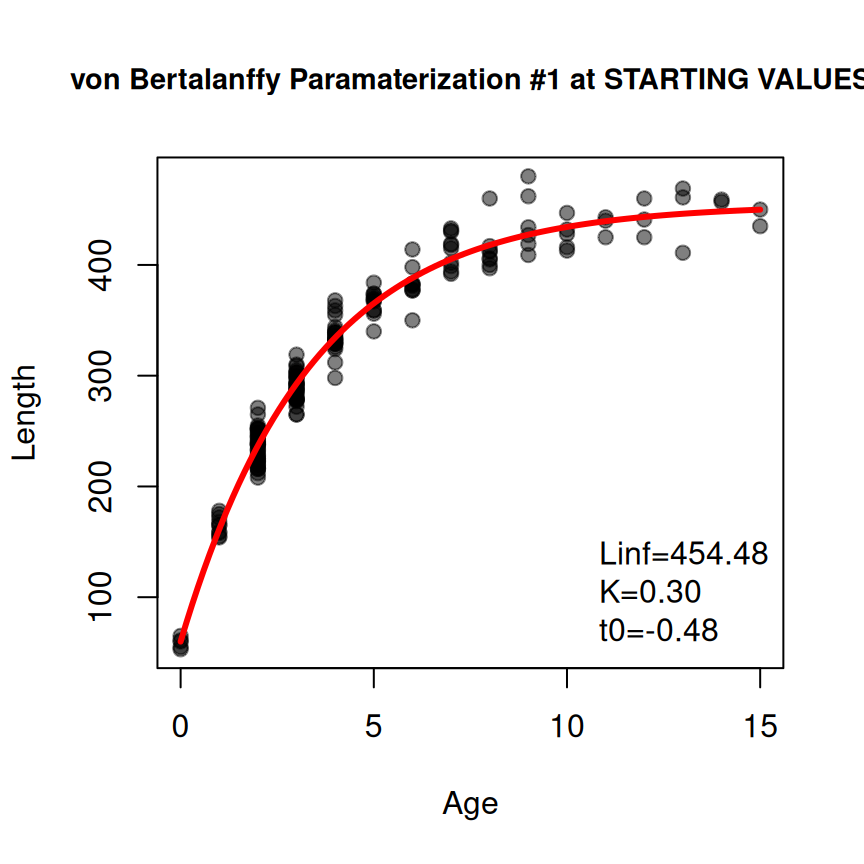 von Bertalanffy Paramaterization #1 at STARTING VALUES
400
300
200
100
Length
Linf=454.48
K=0.30
t0=-0.48
0 5 10 15
Age